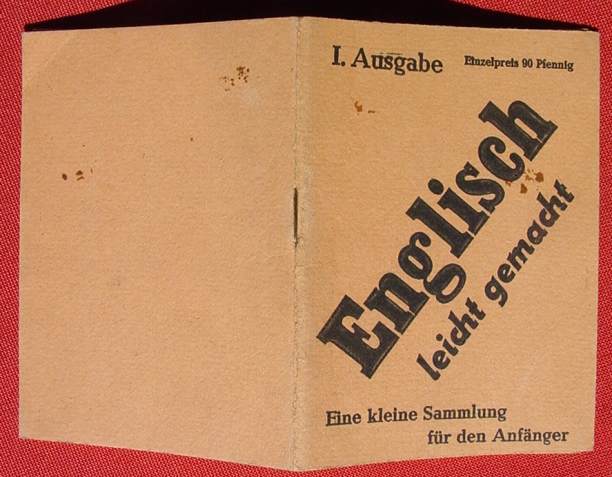 I. Ausgabe
Einzelpreis 90 Pfennig
Englisch
leicht gemacht
Eine kleine Sammlung
für den Anfänger